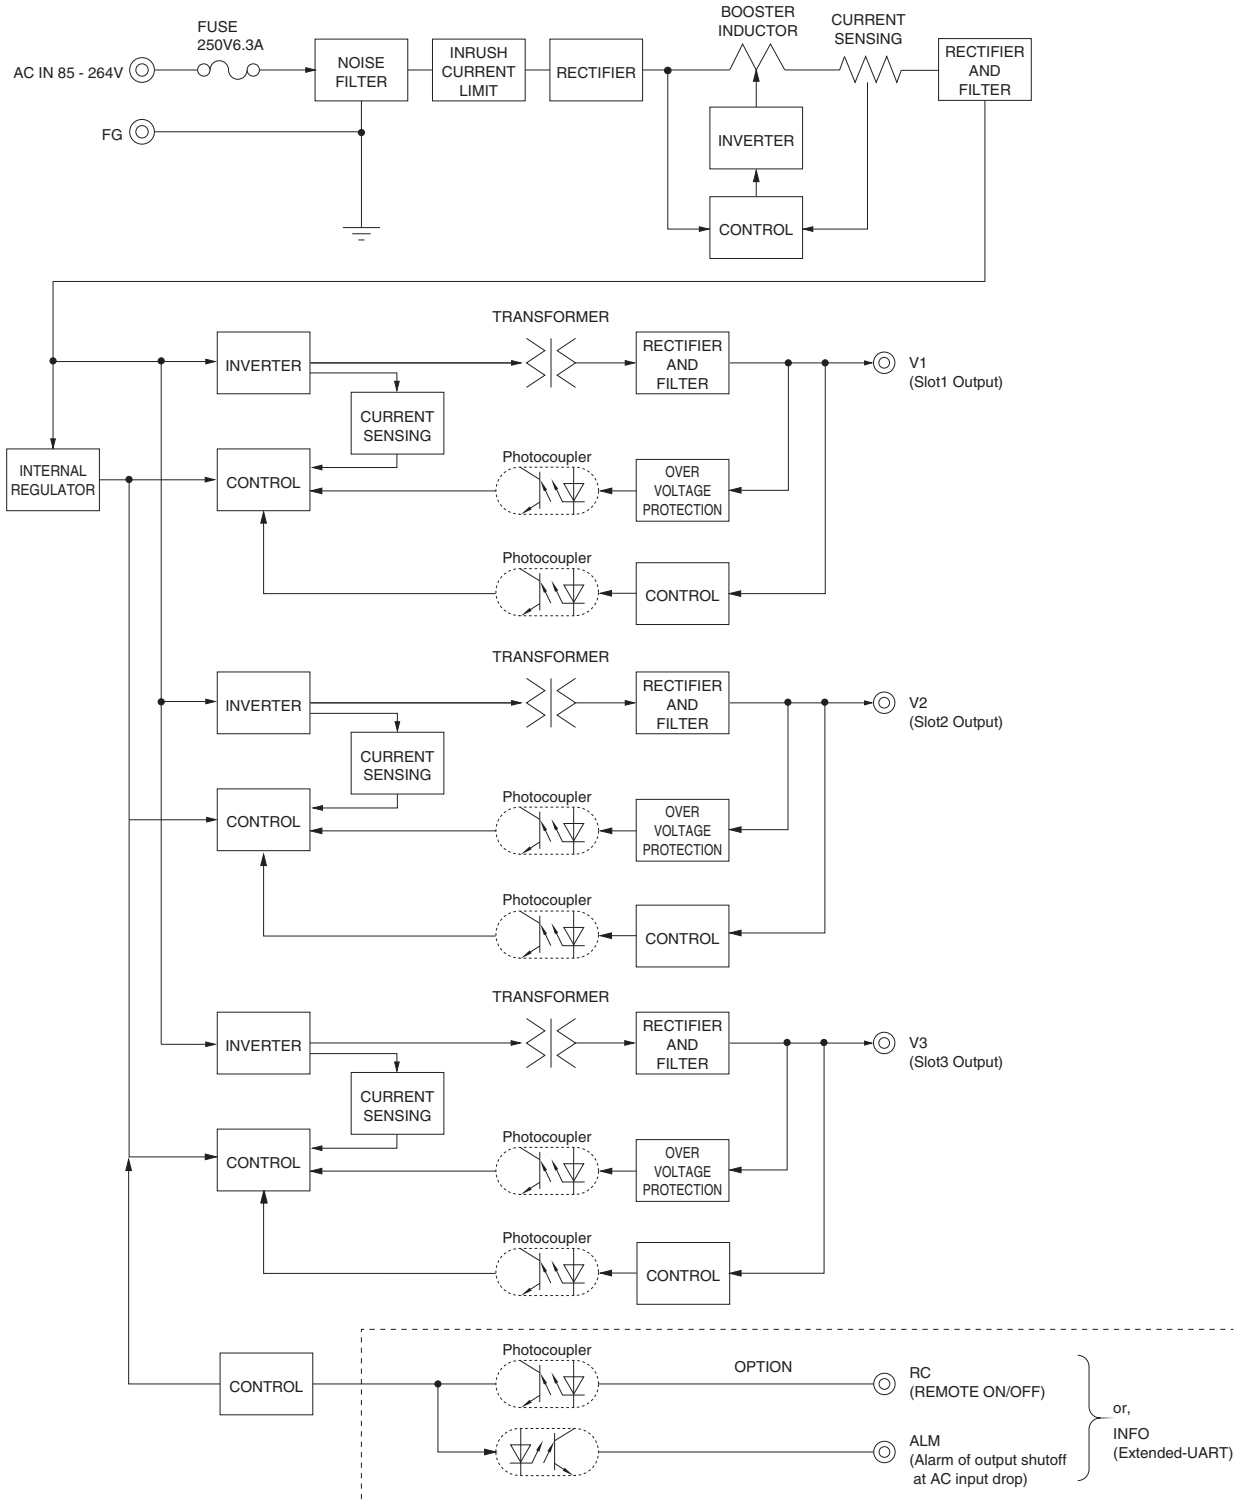 FUSE
250V6.3A
AC IN 85 - 264V
FG
NOISE
FILTER
INRUSH
CURRENT
LIMIT
RECTIFIER
BOOSTER
INDUCTOR
CURRENT
SENSING
RECTIFIER
AND
FILTER
INVERTER
CONTROL
TRANSFORMER
INVERTER
RECTIFIER
AND
FILTER
V1
(Slot1 Output)
CURRENT
SENSING
INTERNAL
REGULATOR
CONTROL
Photocoupler
OVER
VOLTAGE
PROTECTION
Photocoupler
CONTROL
TRANSFORMER
INVERTER
RECTIFIER
AND
FILTER
V2
(Slot2 Output)
CURRENT
SENSING
CONTROL
Photocoupler
OVER
VOLTAGE
PROTECTION
Photocoupler
CONTROL
TRANSFORMER
INVERTER
RECTIFIER
AND
FILTER
V3
(Slot3 Output)
CURRENT
SENSING
CONTROL
Photocoupler
OVER
VOLTAGE
PROTECTION
Photocoupler
CONTROL
CONTROL
Photocoupler
OPTION
RC
(REMOTE ON/OFF)
ALM
(Alarm of output shutoff
at AC input drop)
or,
INFO
(Extended-UART)